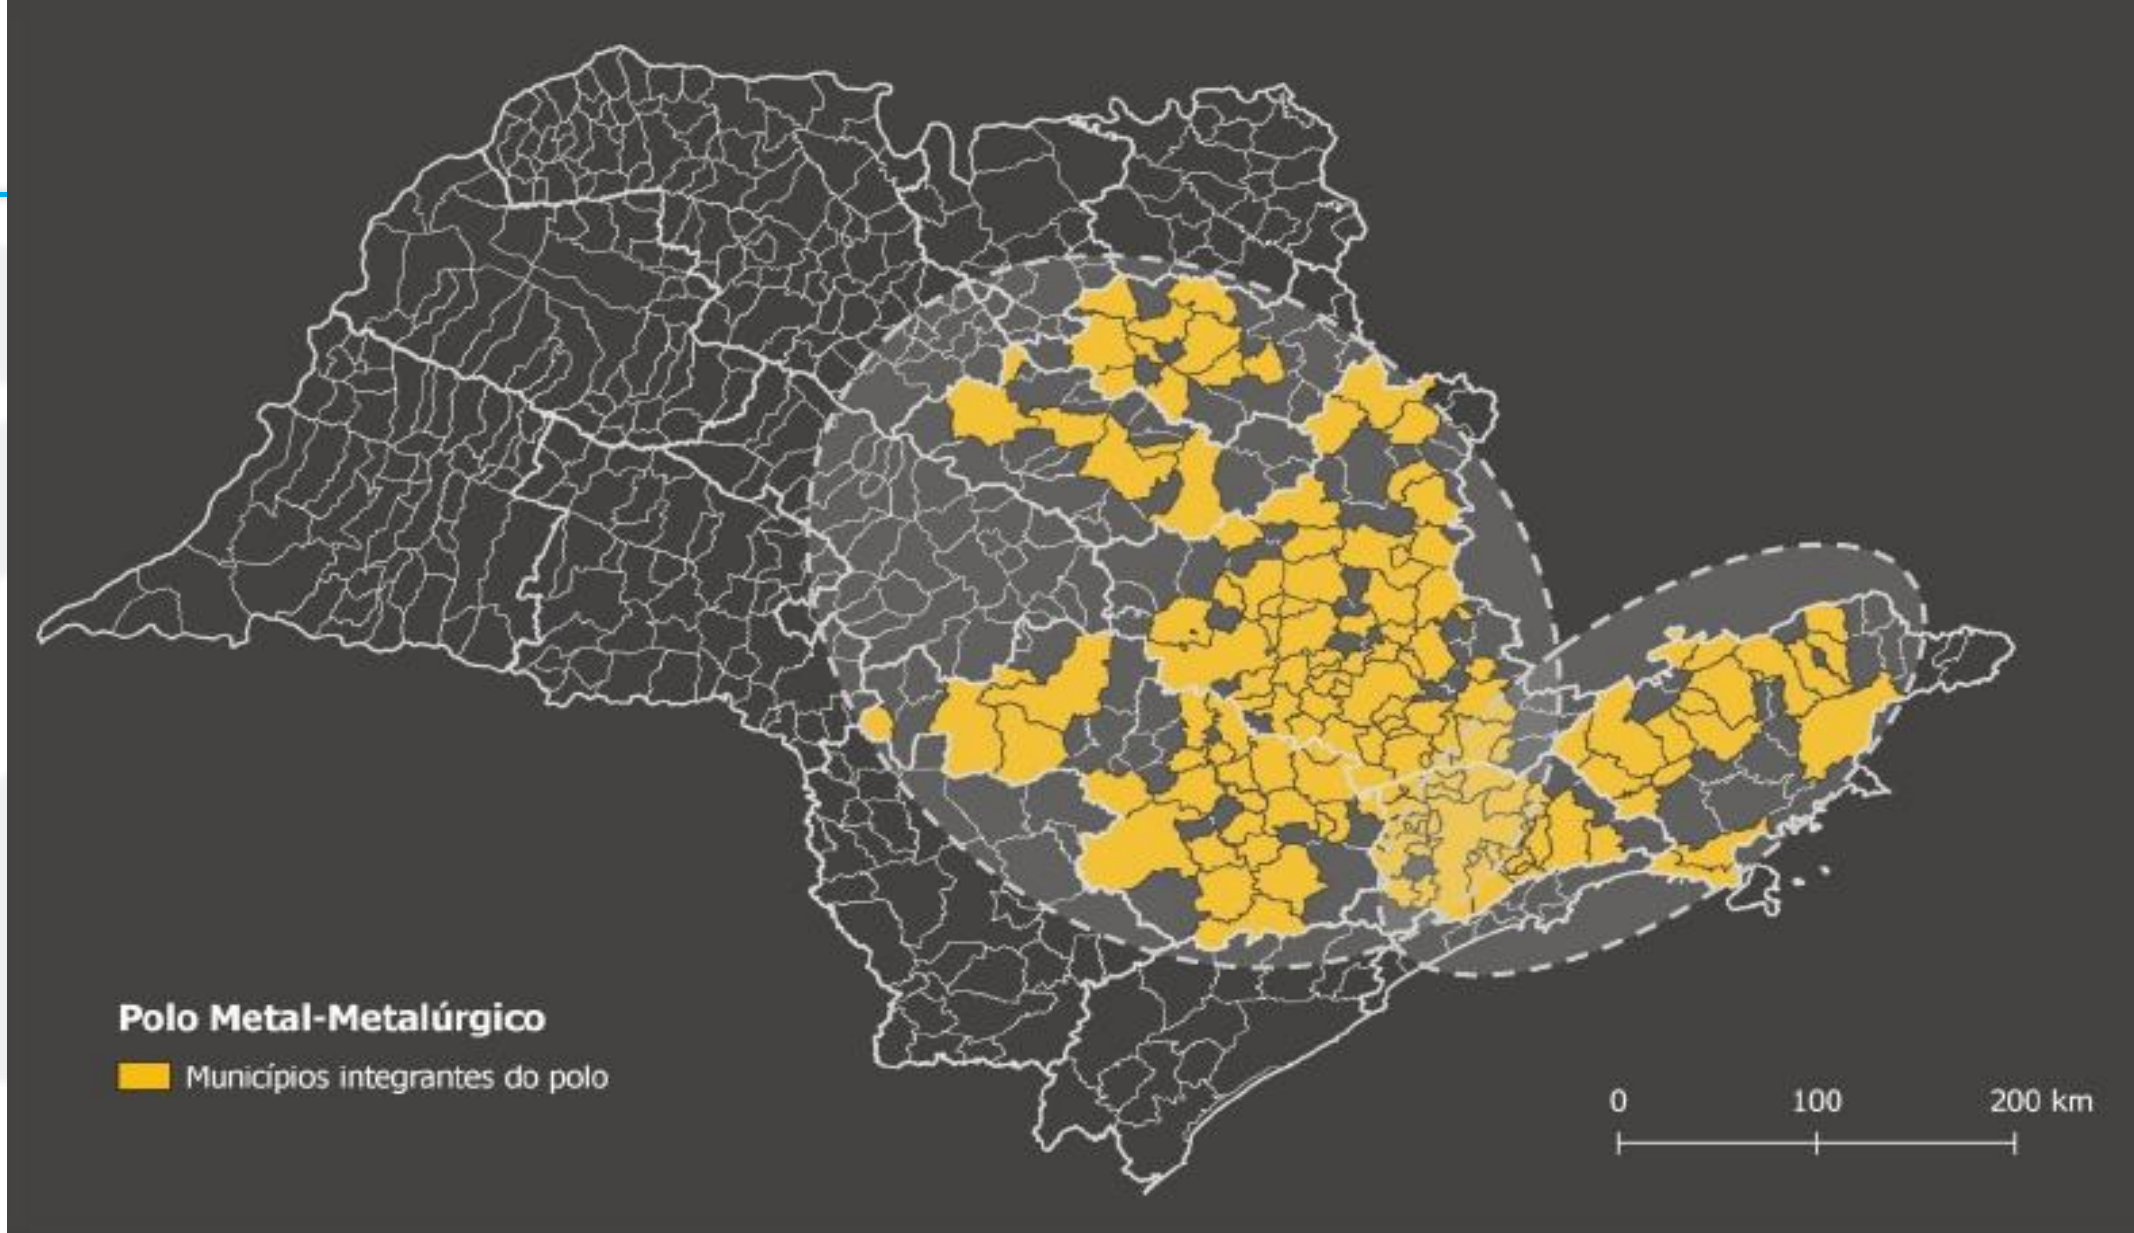 Polo Metal-Metalúrgico
Municípios integrantes do polo
0 100 200 km